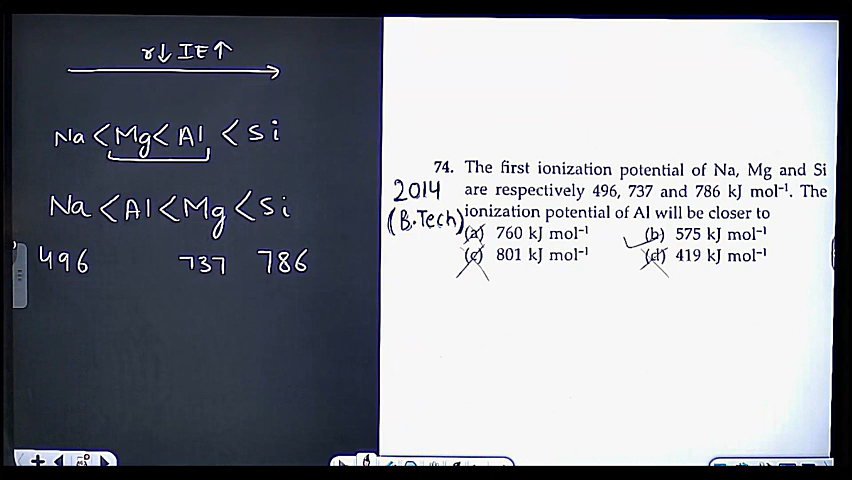 r↓ IE↑
Na < Mg < Al < Si
Na < Al < Mg < Si
496 737 786
74. The first ionization potential of Na, Mg and Si
are respectively 496, 737 and 786 kJ mol⁻¹. The
ionization potential of Al will be closer to
(a) 760 kJ mol⁻¹ (b) 575 kJ mol⁻¹
(c) 801 kJ mol⁻¹ (d) 419 kJ mol⁻¹
2014
(B.Tech)